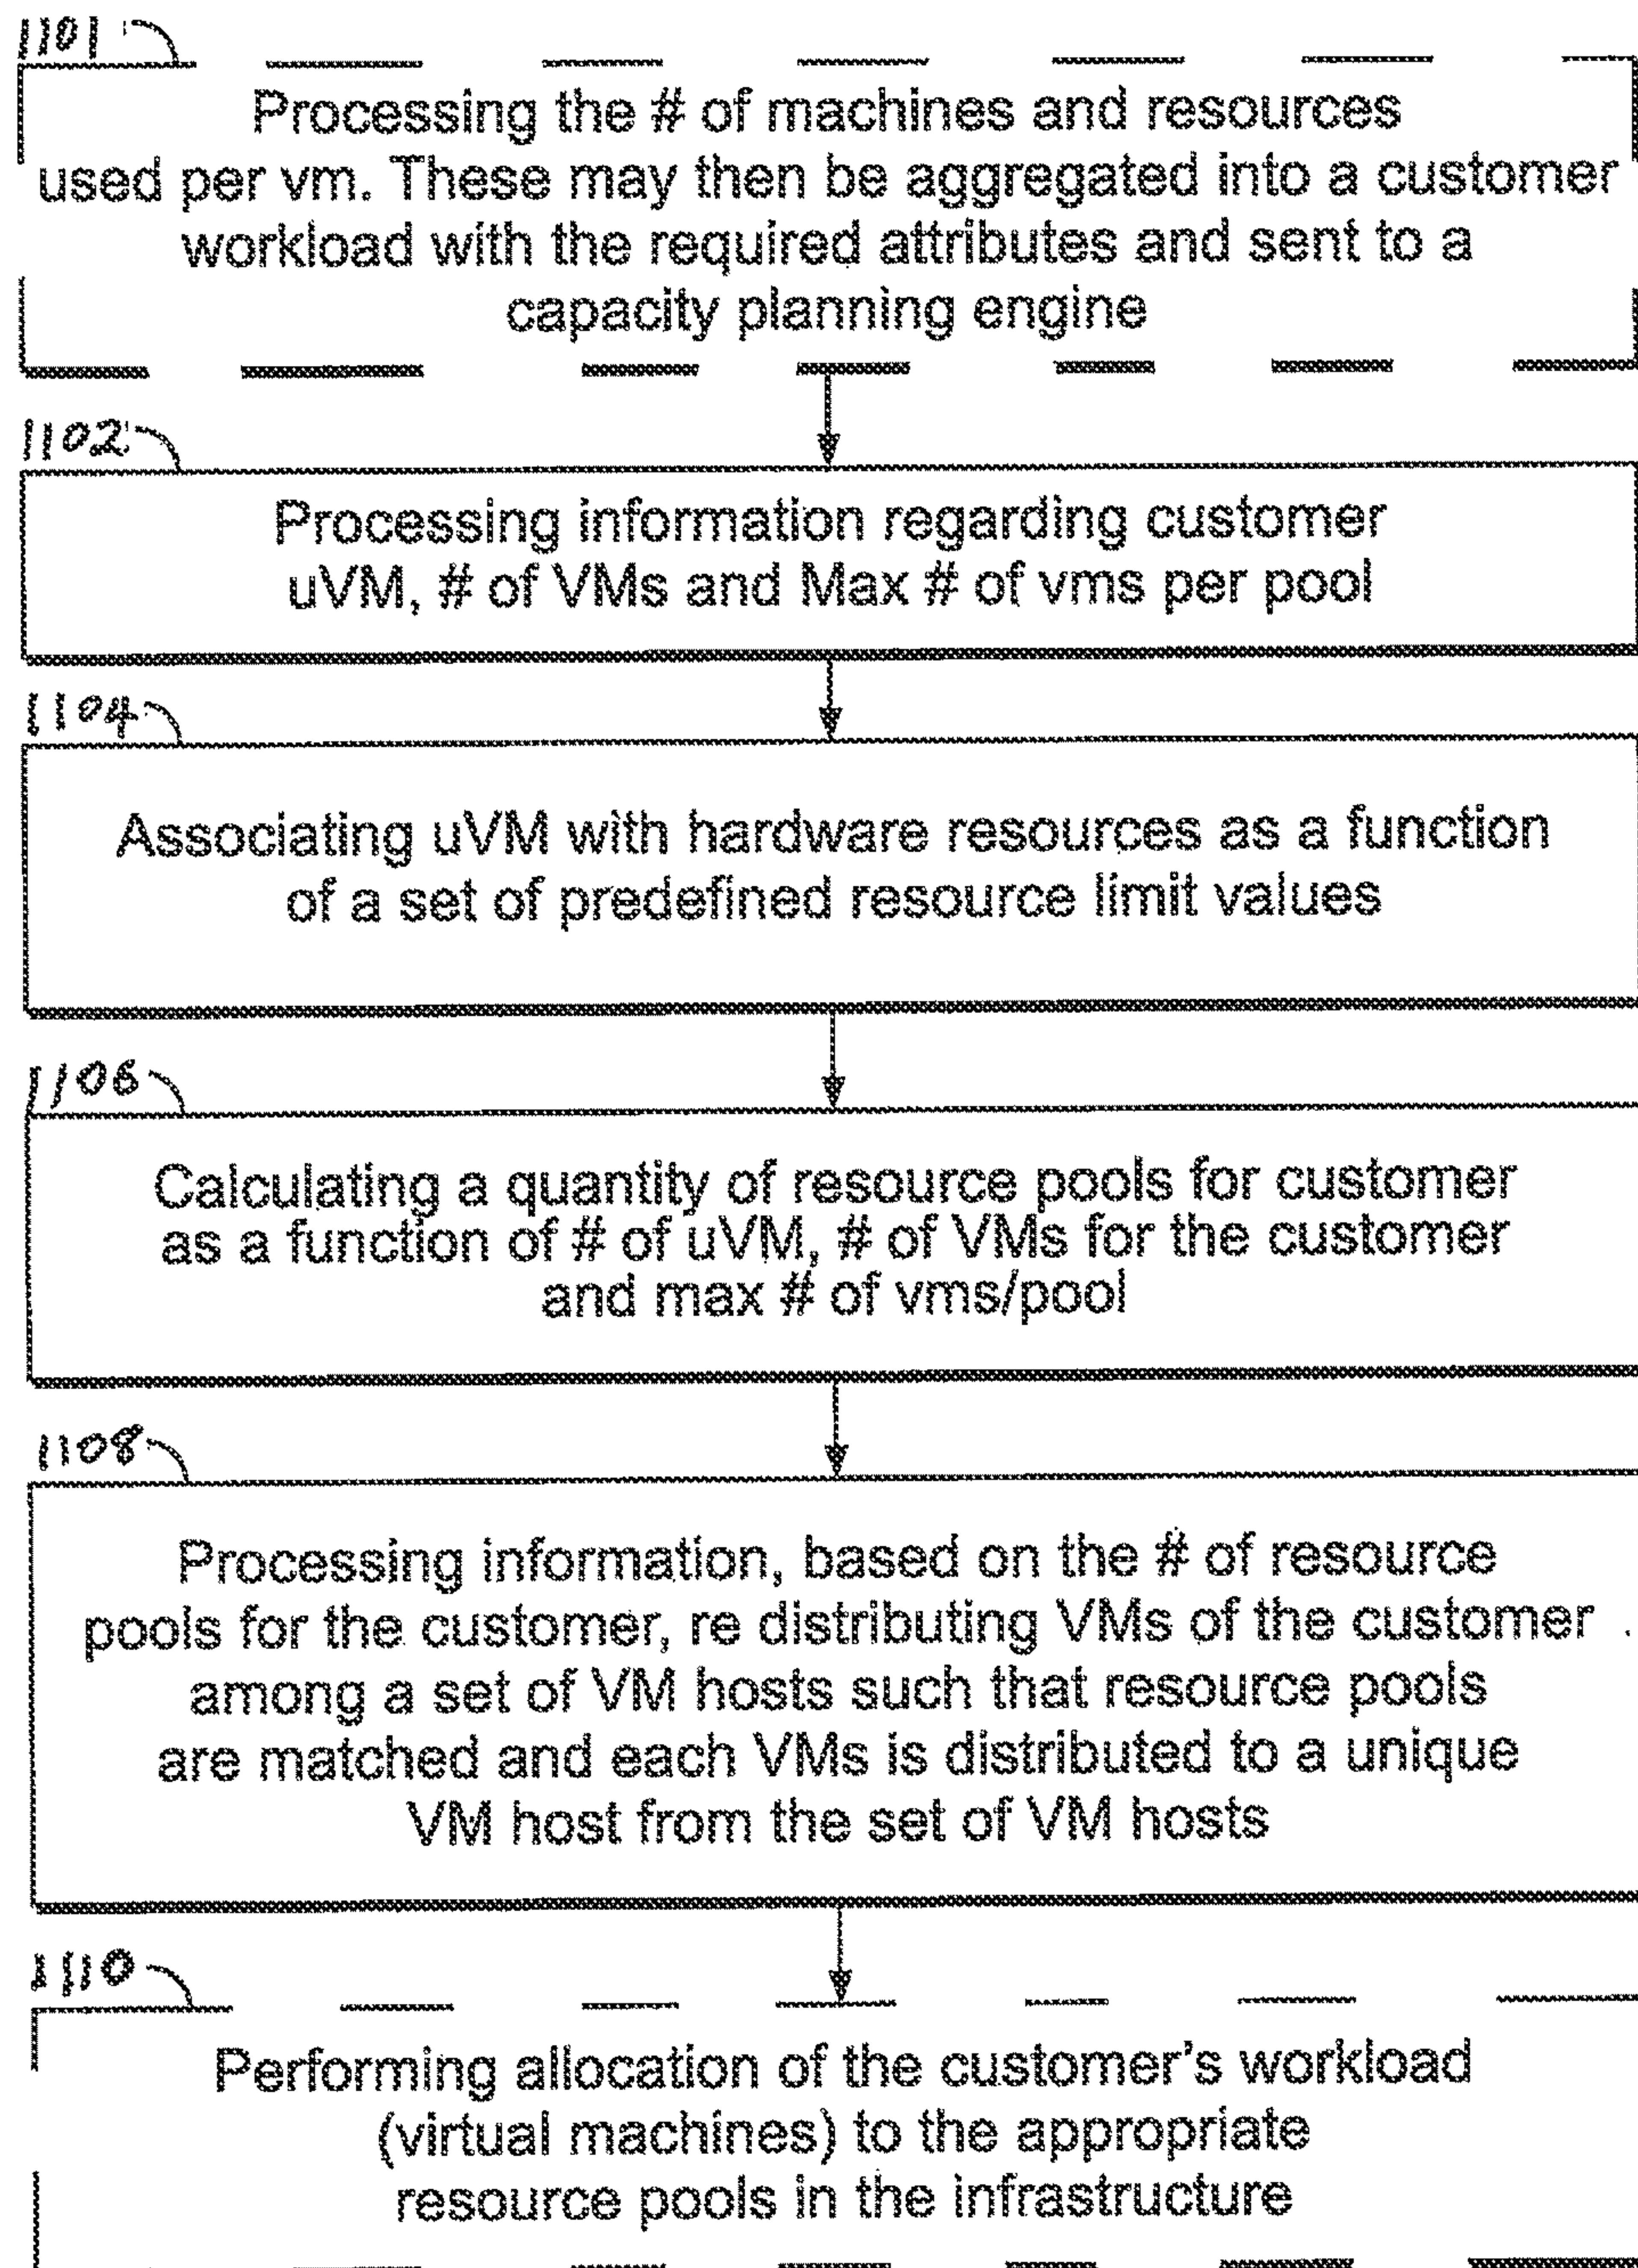 1101
Processing the # of machines and resources
used per vm. These may then be aggregated into a customer
workload with the required attributes and sent to a
capacity planning engine
1102
Processing information regarding customer
uVM, # of VMs and Max # of vms per pool
1104
Associating uVM with hardware resources as a function
of a set of predefined resource limit values
1106
Calculating a quantity of resource pools for customer
as a function of # of uVM, # of VMs for the customer
and max # of vms/pool
1108
Processing information, based on the # of resource
pools for the customer, re distributing VMs of the customer
among a set of VM hosts such that resource pools
are matched and each VMs is distributed to a unique
VM host from the set of VM hosts
1110
Performing allocation of the customer's workload
(virtual machines) to the appropriate
resource pools in the infrastructure